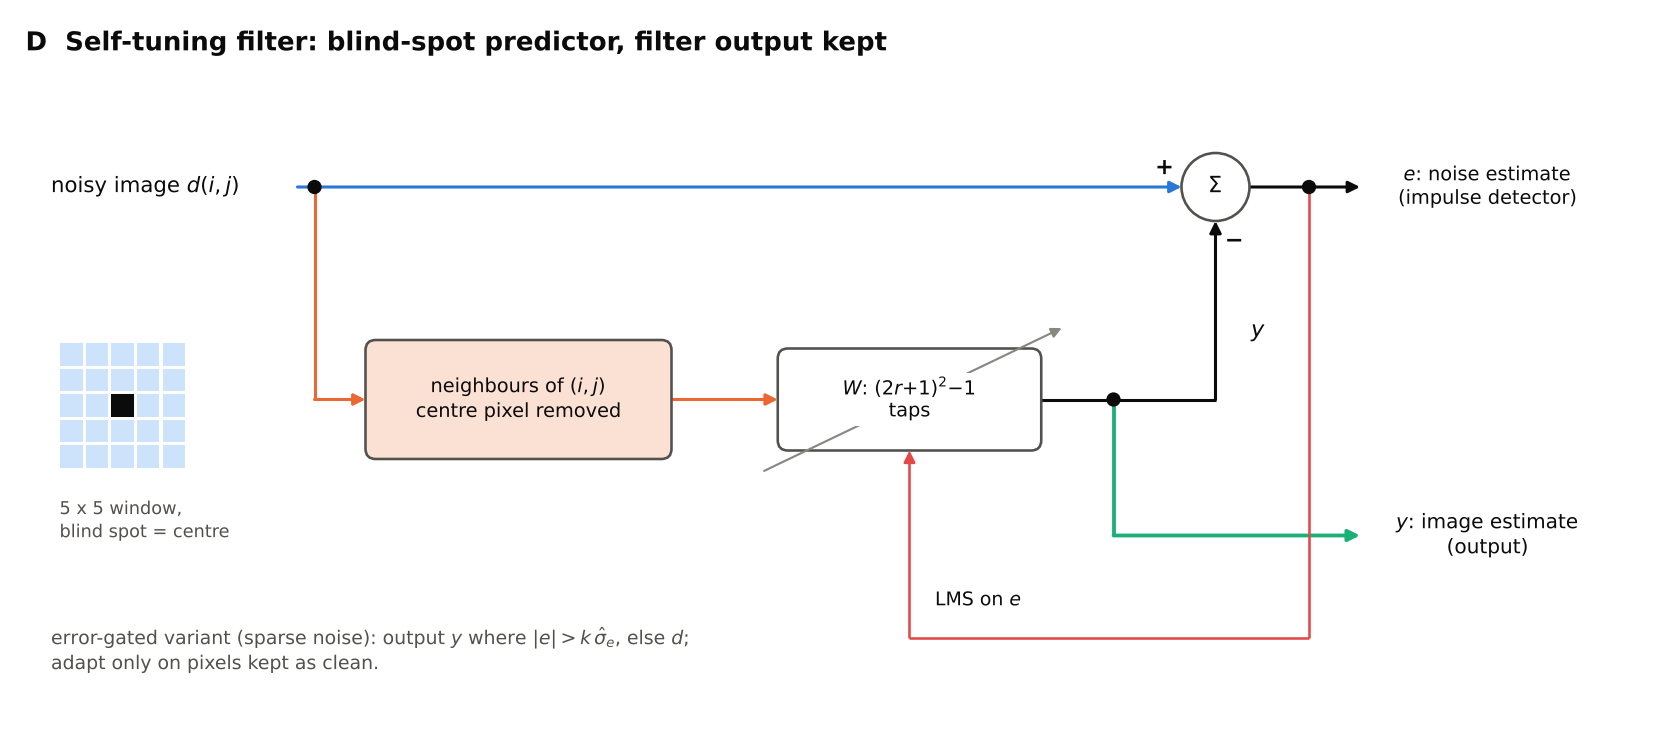 D Self-tuning filter: blind-spot predictor, filter output kept
noisy image d(i, j)
+
Σ
−
e: noise estimate
(impulse detector)
y
neighbours of (i, j)
centre pixel removed
W: (2r+1)²−1
taps
5 x 5 window,
blind spot = centre
y: image estimate
(output)
LMS on e
error-gated variant (sparse noise): output y where |e| > k σ̂ₑ, else d;
adapt only on pixels kept as clean.